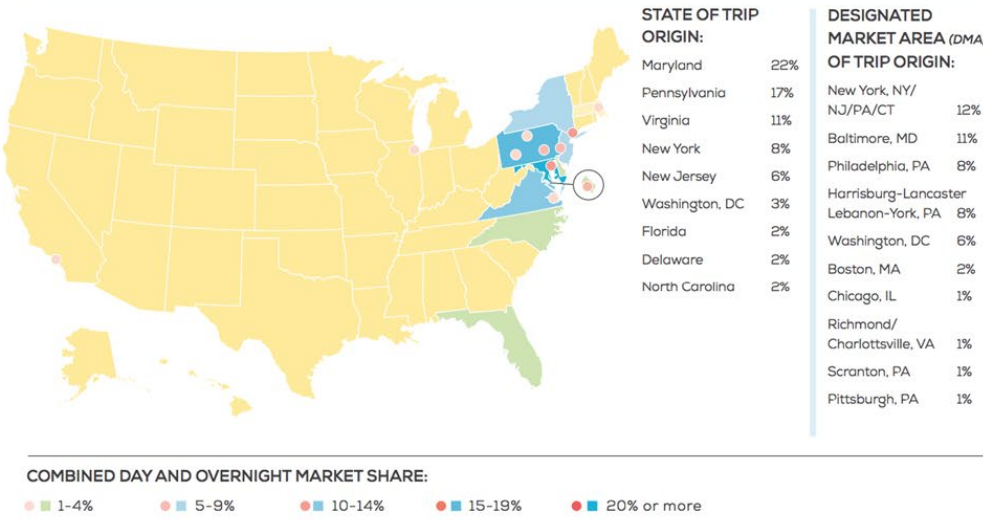 STATE OF TRIP
ORIGIN:
Maryland 22%
Pennsylvania 17%
Virginia 11%
New York 8%
New Jersey 6%
Washington, DC 3%
Florida 2%
Delaware 2%
North Carolina 2%
DESIGNATED
MARKET AREA (DMA)
OF TRIP ORIGIN:
New York, NY/
NJ/PA/CT 12%
Baltimore, MD 11%
Philadelphia, PA 8%
Harrisburg-Lancaster
Lebanon-York, PA 8%
Washington, DC 6%
Boston, MA 2%
Chicago, IL 1%
Richmond/
Charlottsville, VA 1%
Scranton, PA 1%
Pittsburgh, PA 1%
COMBINED DAY AND OVERNIGHT MARKET SHARE:
1-4% 5-9% 10-14% 15-19% 20% or more